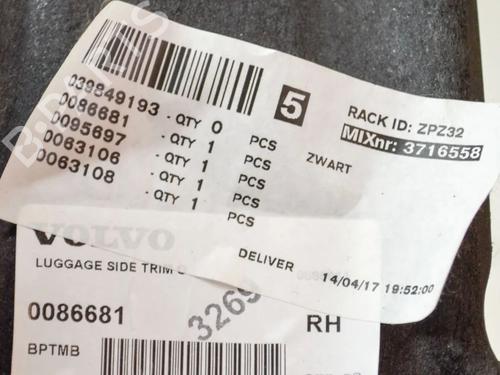 5
RACK ID: ZPZ32
MIXnr: 3716558
039849193 - QTY 0 PCS ZWART
0086681 - QTY 1 PCS
0095697 - QTY 1 PCS
0063106 - QTY 1 PCS
0063108 - QTY 1 PCS
DELIVER 14/04/17 19:52:00
VOLVO
LUGGAGE SIDE TRIM
0086681
3269
RH
BPTMB